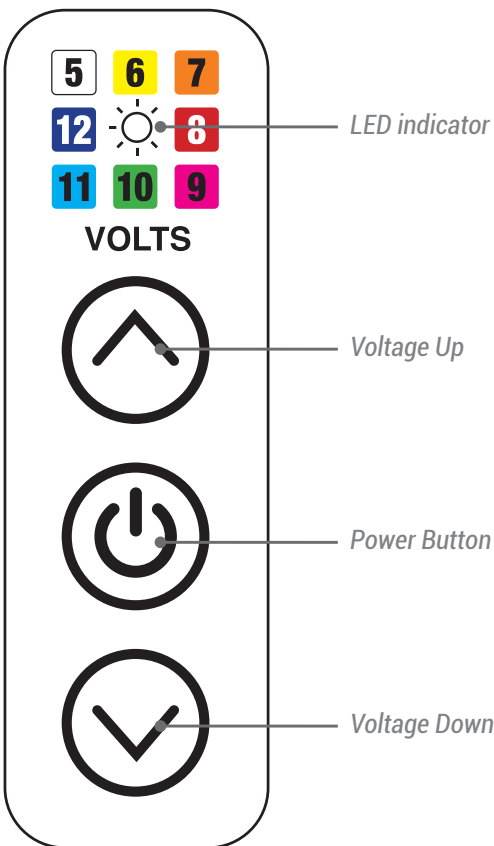 5 6 7
12 8
LED indicator
11 10 9
VOLTS
Voltage Up
Power Button
Voltage Down